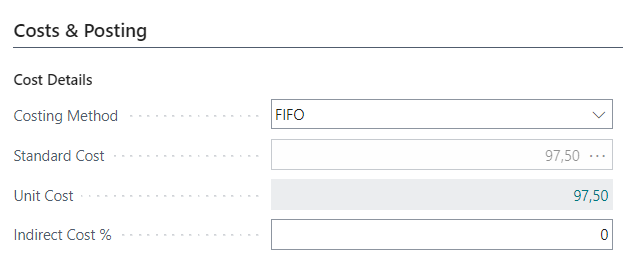 Costs & Posting
Cost Details
Costing Method FIFO
Standard Cost 97,50 ...
Unit Cost 97,50
Indirect Cost % 0